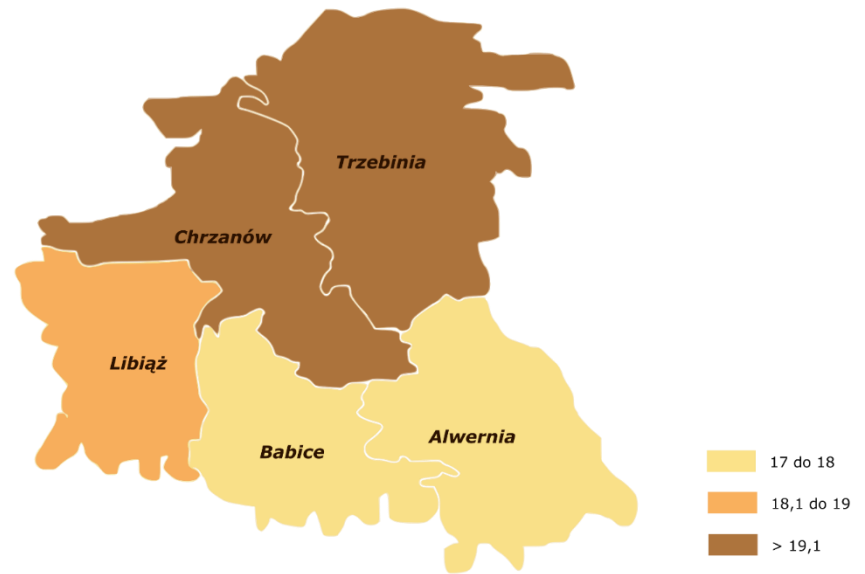 Trzebinia
Chrzanów
Libiąż
Alwernia
Babice
17 do 18
18,1 do 19
> 19,1